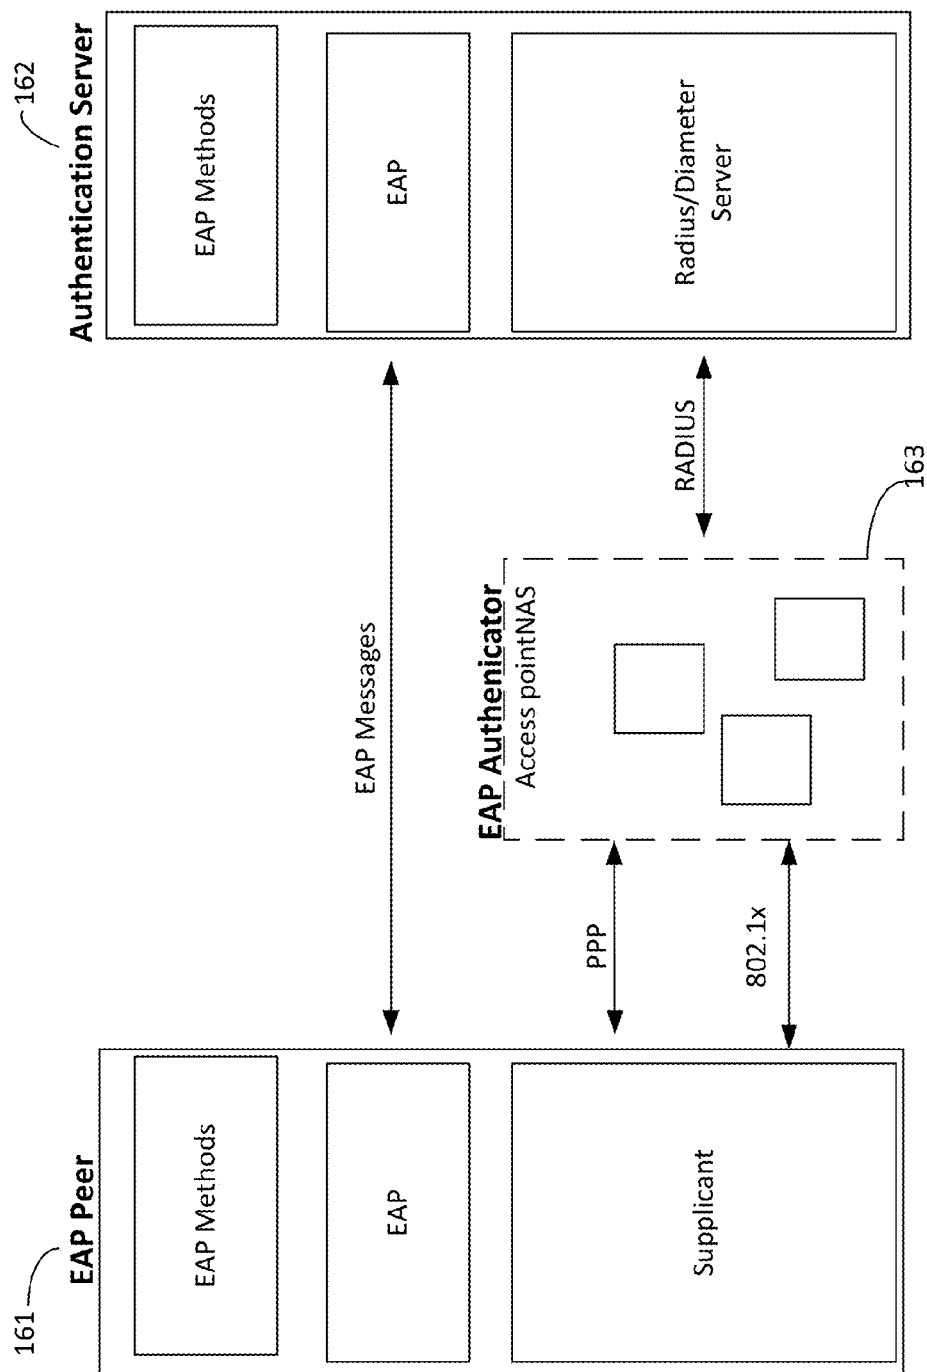 161
EAP Peer
EAP Methods
EAP
Supplicant
EAP Messages
PPP
802.1x
EAP Authenicator
Access pointNAS
163
RADIUS
162
Authentication Server
EAP Methods
EAP
Radius/Diameter
Server